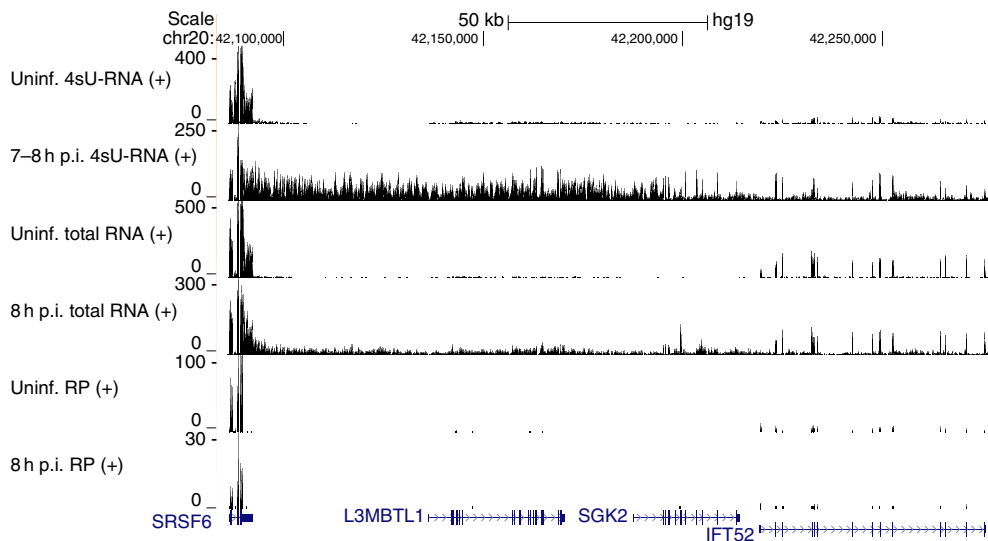 Scale 50 kb hg19
chr20: 42,100,000 42,150,000 42,200,000 42,250,000
400 -
Uninf. 4sU-RNA (+)
0 _
250 -
7–8 h p.i. 4sU-RNA (+)
0 _
500 -
Uninf. total RNA (+)
0 _
300 -
8 h p.i. total RNA (+)
0 _
100 -
Uninf. RP (+)
0 _
30 -
8 h p.i. RP (+)
0 _
SRSF6 L3MBTL1 SGK2
IFT52